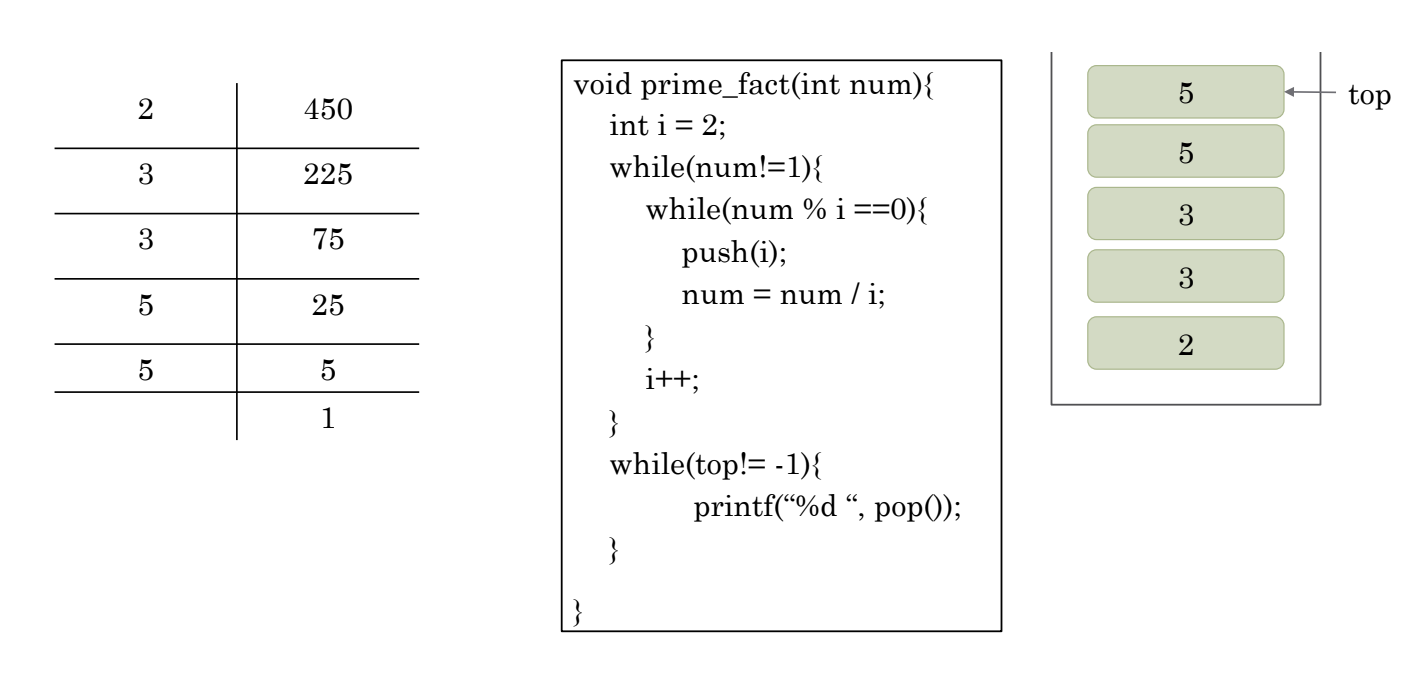 2 450
3 225
3 75
5 25
5 5
1
void prime_fact(int num){
int i = 2;
while(num!=1){
while(num % i ==0){
push(i);
num = num / i;
}
i++;
}
while(top!= -1){
printf(“%d “, pop());
}
}
5 top
5
3
3
2